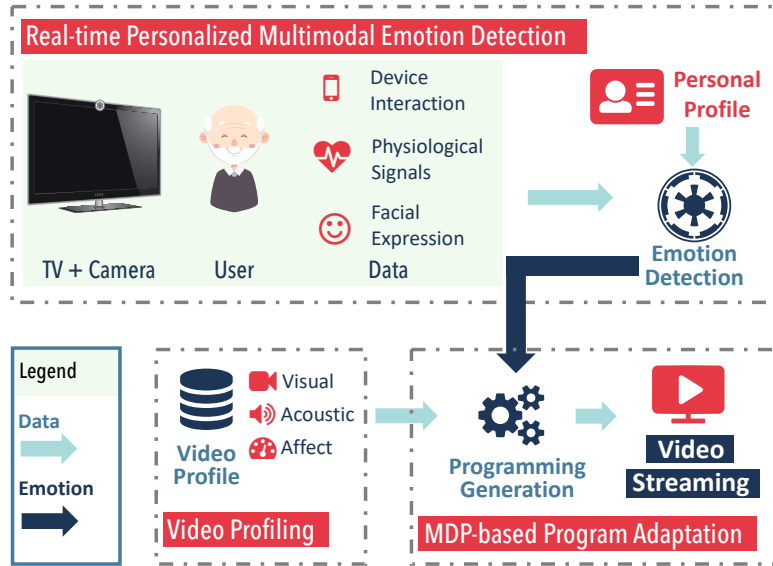 Real-time Personalized Multimodal Emotion Detection
Device
Interaction
Physiological
Signals
Facial
Expression
TV + Camera
User
Data
Personal
Profile
Emotion
Detection
Legend
Data
Emotion
Visual
Acoustic
Affect
Video
Profile
Video Profiling
Programming
Generation
Video
Streaming
MDP-based Program Adaptation